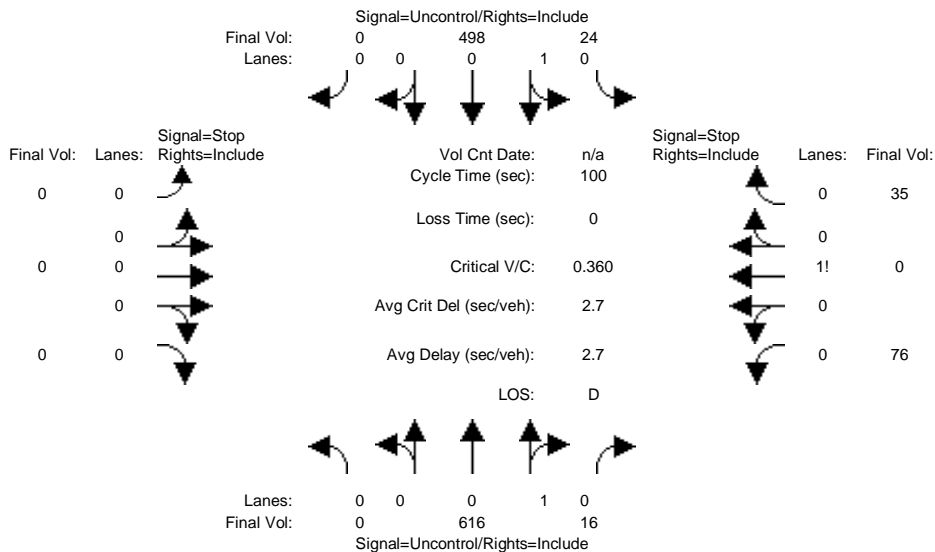 Signal=Uncontrol/Rights=Include
Final Vol: 0 498 24
Lanes: 0 0 0 1 0
Signal=Stop Signal=Stop
Final Vol: Lanes: Rights=Include Vol Cnt Date: n/a Rights=Include Lanes: Final Vol:
Cycle Time (sec): 100
0 0 0 35
Loss Time (sec): 0
0 0
0 0 Critical V/C: 0.360 1! 0
0 Avg Crit Del (sec/veh): 2.7 0
0 0 Avg Delay (sec/veh): 2.7 0 76
LOS: D
Lanes: 0 0 0 1 0
Final Vol: 0 616 16
Signal=Uncontrol/Rights=Include